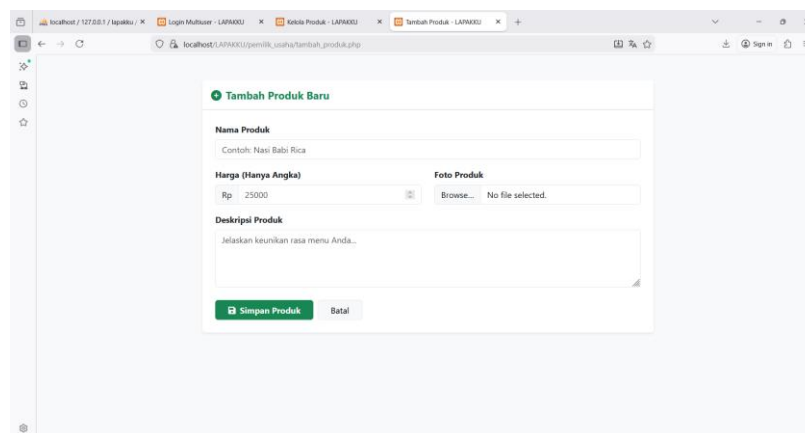 localhost / 127.0.0.1 / lapakku /
Login Multiuser - LAPAKKU
Kelola Produk - LAPAKKU
Tambah Produk - LAPAKKU
localhost/LAPAKKU/pemilik_usaha/tambah_produk.php
Sign in
Tambah Produk Baru
Nama Produk
Contoh: Nasi Babi Rica
Harga (Hanya Angka)
Foto Produk
Rp 25000
Browse... No file selected.
Deskripsi Produk
Jelaskan keunikan rasa menu Anda...
Simpan Produk
Batal